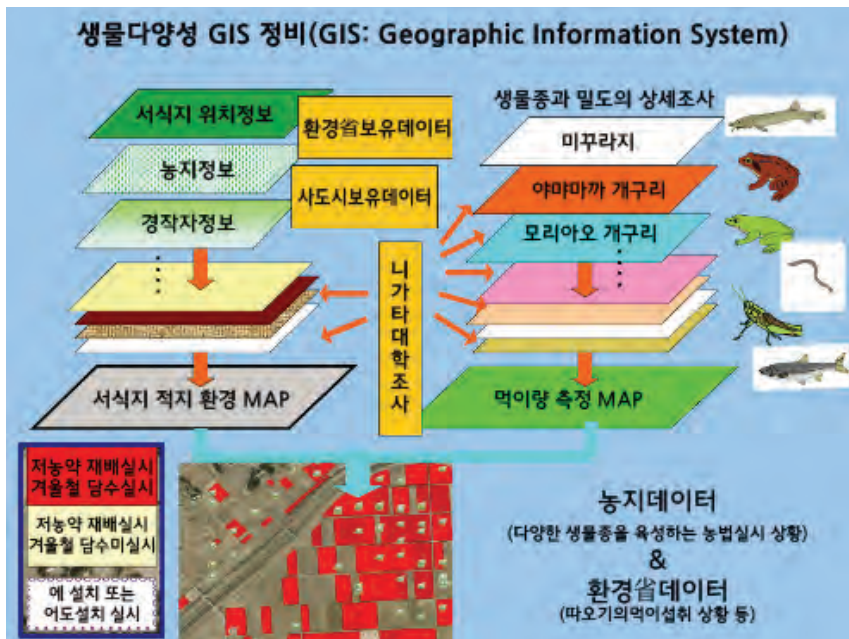 생물다양성 GIS 정비(GIS: Geographic Information System)
서식지 위치정보
환경省보유데이터
농지정보
사도시보유데이터
경작자정보
니가타대학조사
서식지 적지 환경 MAP
생물종과 밀도의 상세조사
미꾸라지
야먀마까 개구리
모리아오 개구리
먹이량 측정 MAP
저농약 재배실시
겨울철 담수실시
저농약 재배실시
겨울철 담수미실시
에 설치 또는
어도설치 실시
농지데이터
(다양한 생물종을 육성하는 농법실시 상황)
&
환경省데이터
(따오기의먹이섭취 상황 등)